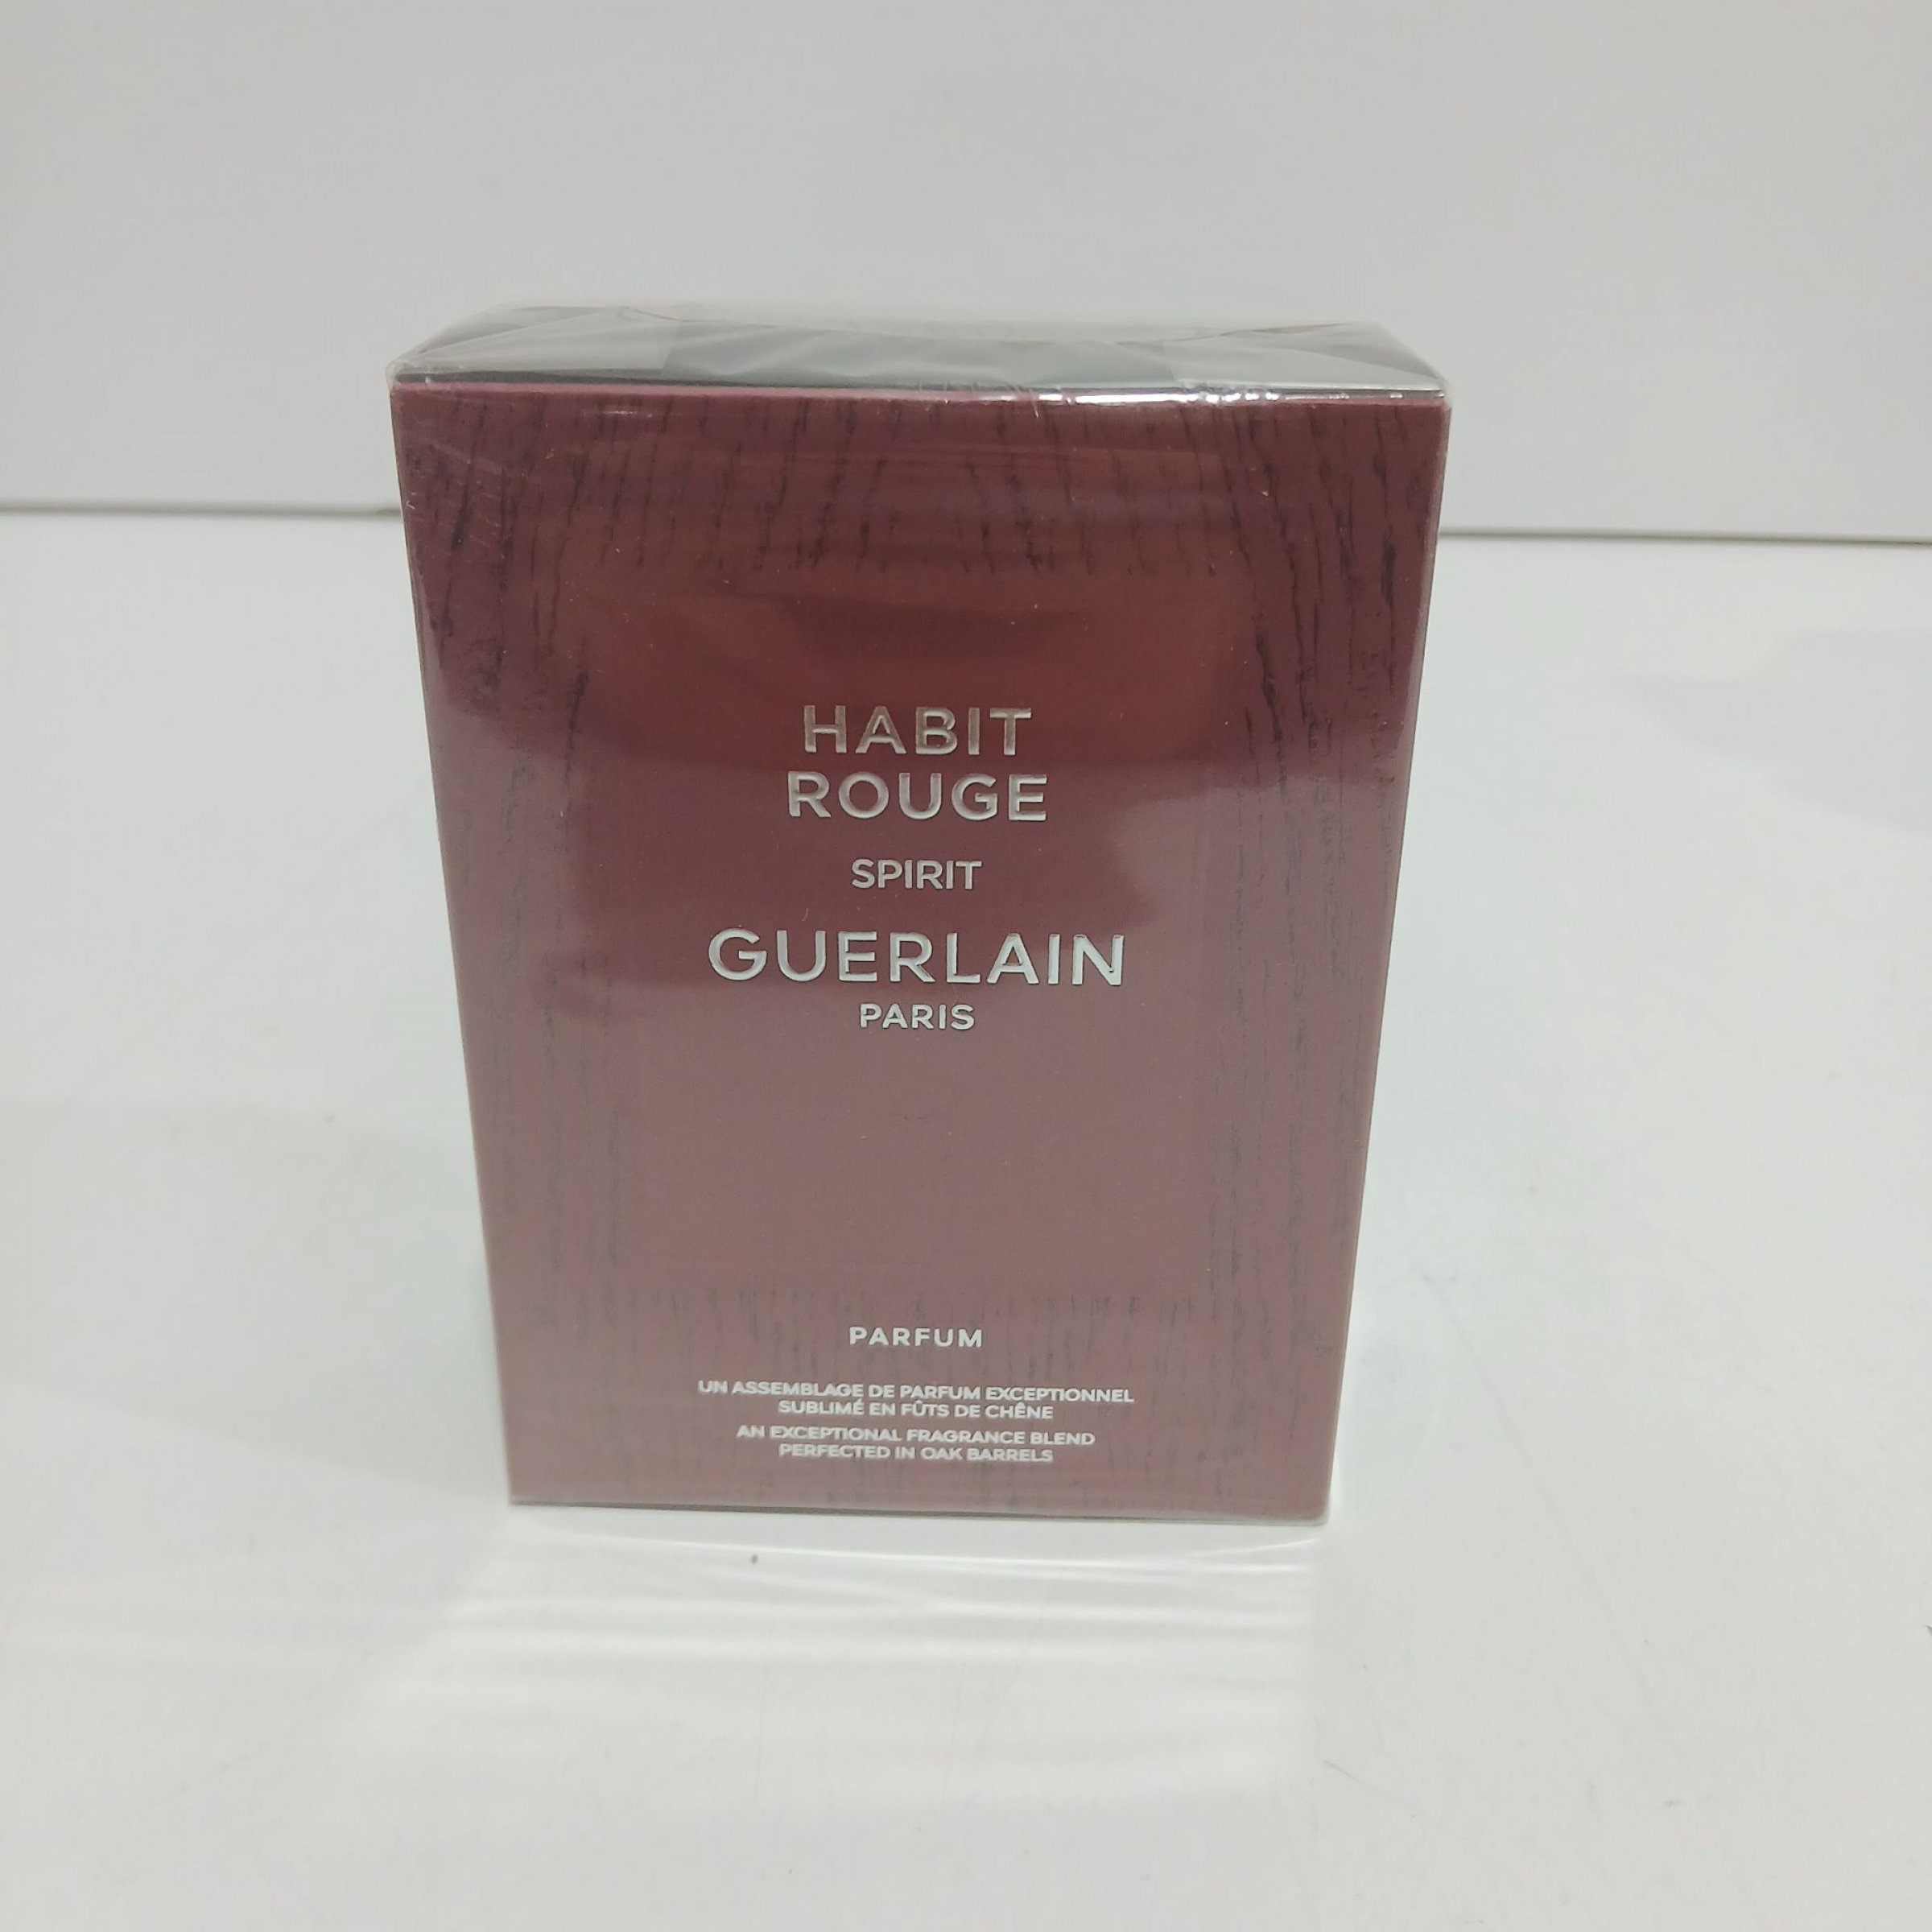 HABIT
ROUGE
SPIRIT
GUERLAIN
PARIS
PARFUM
UN ASSEMBLAGE DE PARFUM EXCEPTIONNEL
SUBLIMÉ EN FÛTS DE CHÊNE
AN EXCEPTIONAL FRAGRANCE BLEND
PERFECTED IN OAK BARRELS